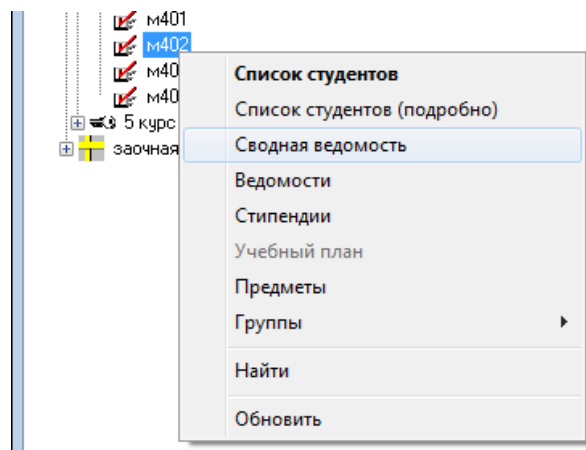 м401
м402
м40
м40
5 курс
заочная
Список студентов
Список студентов (подробно)
Сводная ведомость
Ведомости
Стипендии
Учебный план
Предметы
Группы
Найти
Обновить